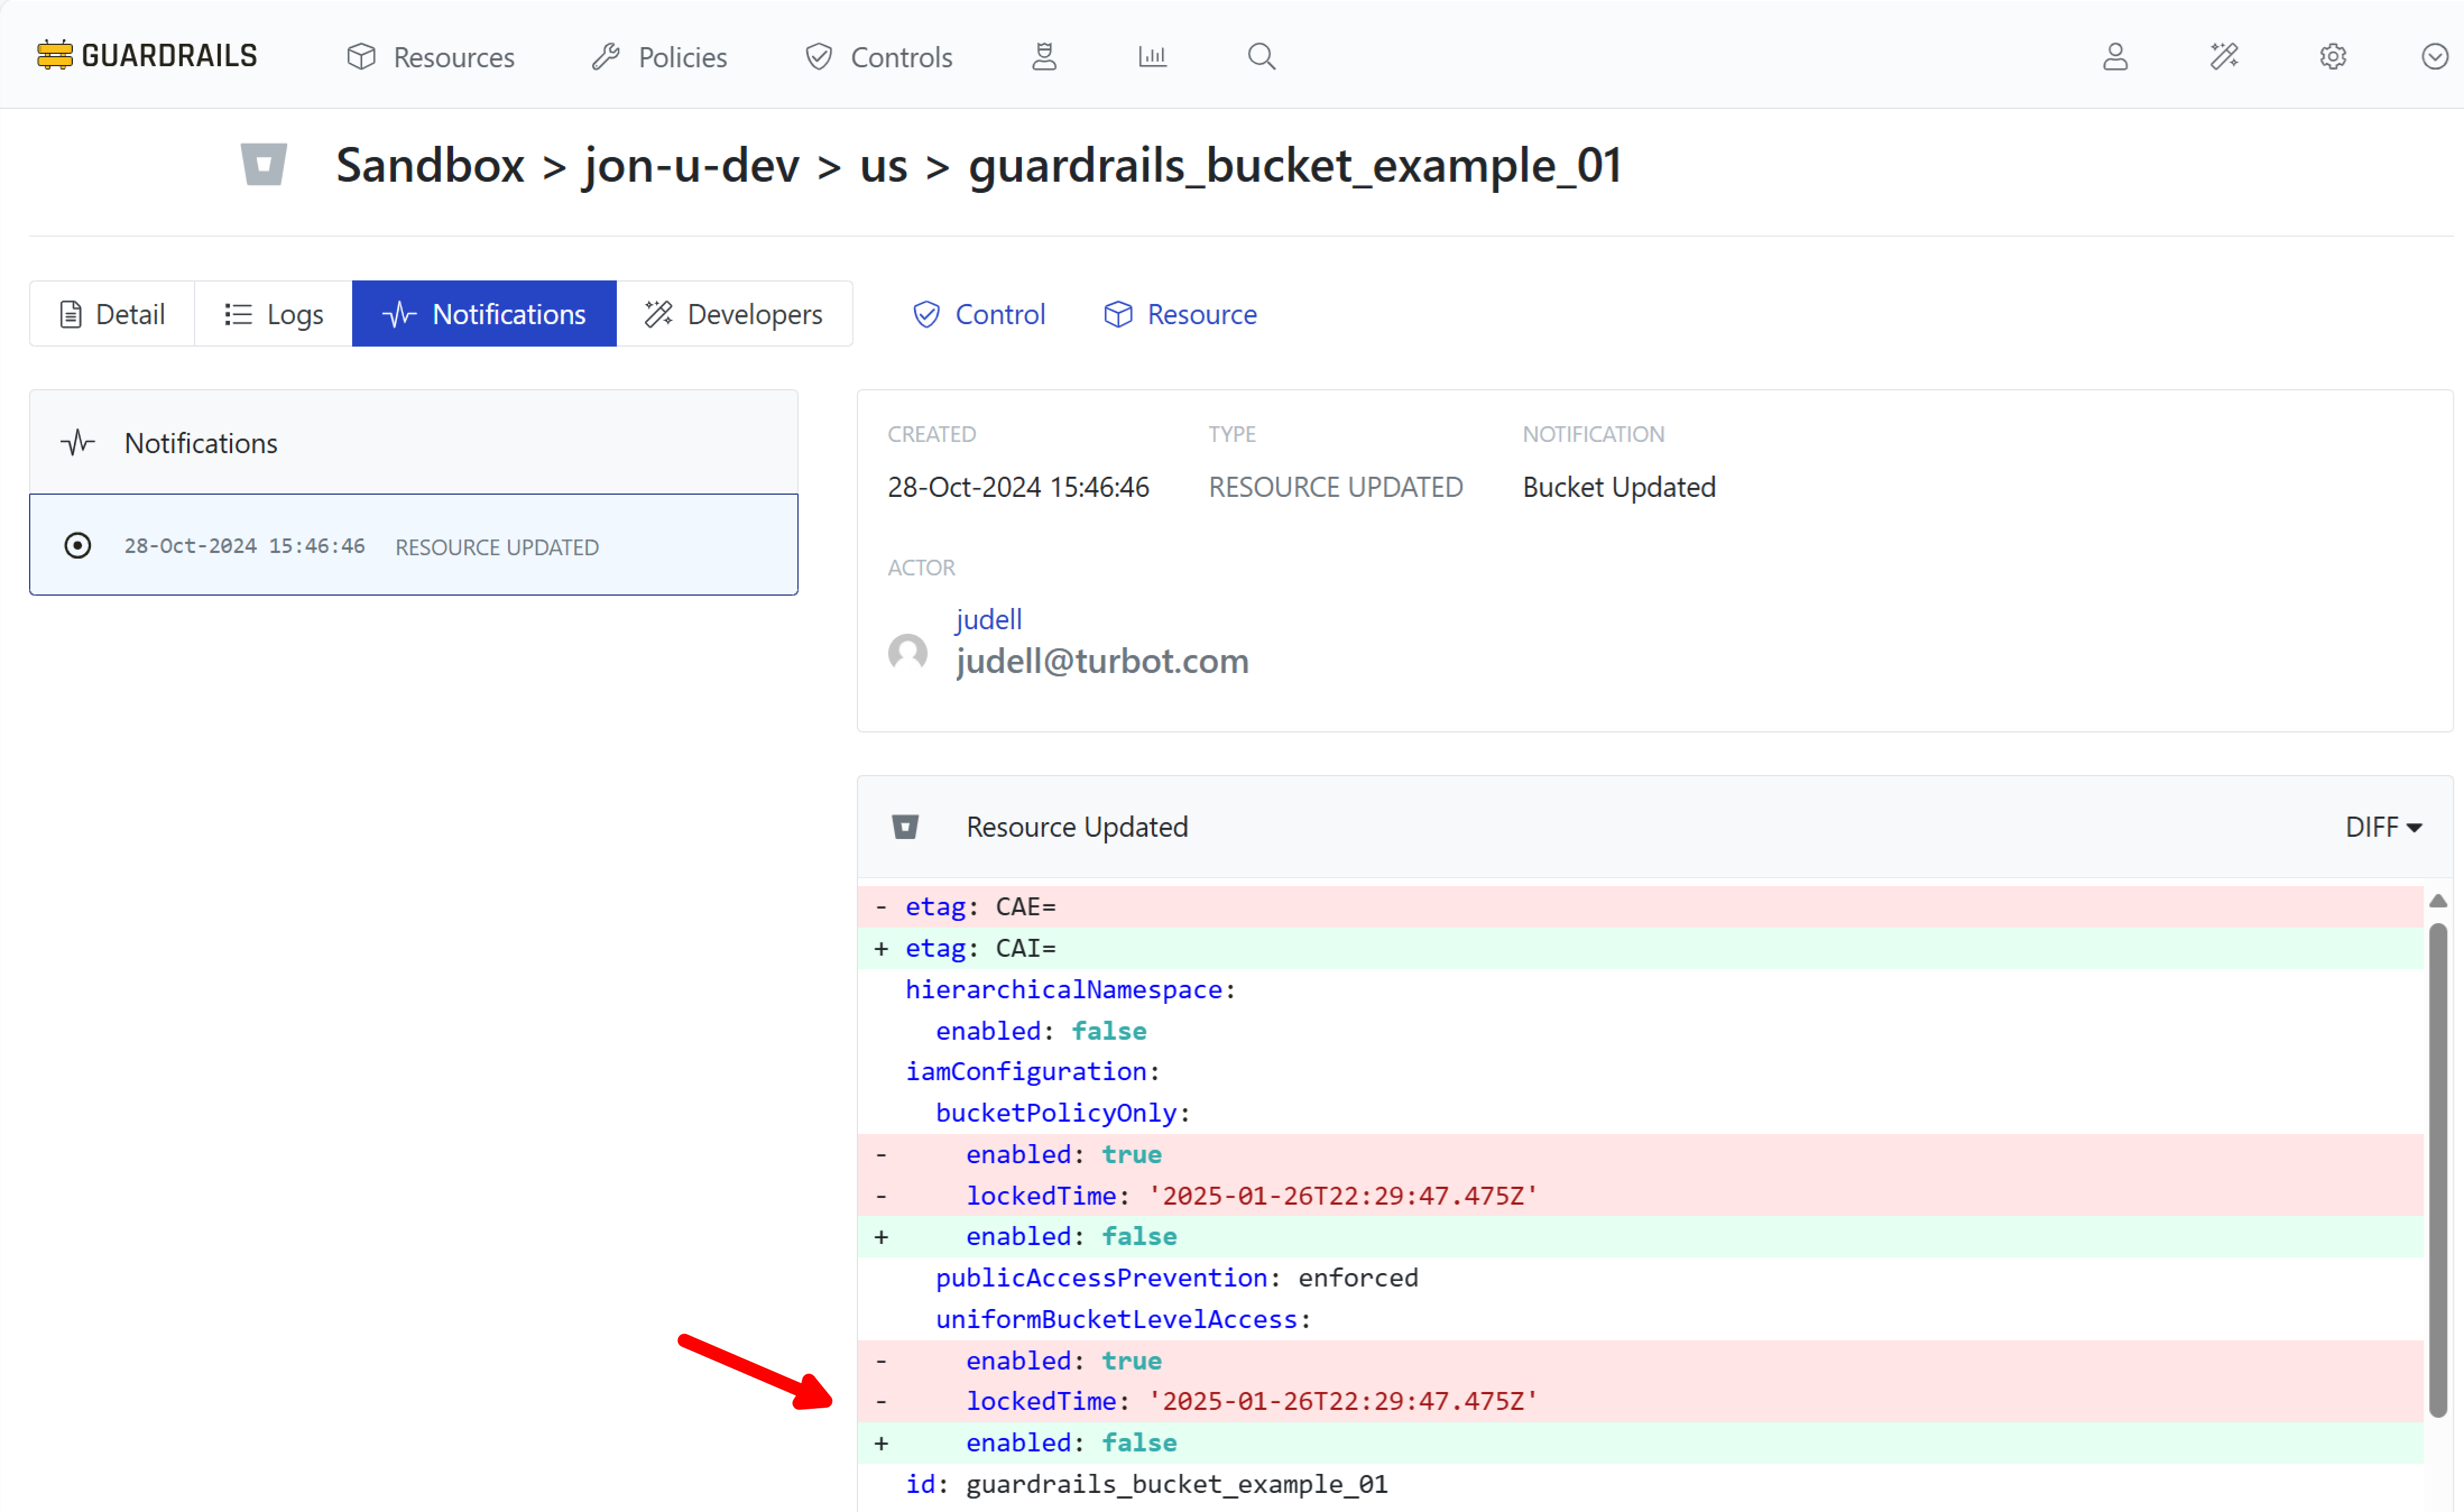 GUARDRAILS Resources Policies Controls
Sandbox > jon-u-dev > us > guardrails_bucket_example_01
Detail Logs Notifications Developers Control Resource
Notifications
28-Oct-2024 15:46:46 RESOURCE UPDATED
CREATED TYPE NOTIFICATION
28-Oct-2024 15:46:46 RESOURCE UPDATED Bucket Updated
ACTOR
judell
judell@turbot.com
Resource Updated DIFF
- etag: CAE=
+ etag: CAI=
hierarchicalNamespace:
enabled: false
iamConfiguration:
bucketPolicyOnly:
- enabled: true
- lockedTime: '2025-01-26T22:29:47.475Z'
+ enabled: false
publicAccessPrevention: enforced
uniformBucketLevelAccess:
- enabled: true
- lockedTime: '2025-01-26T22:29:47.475Z'
+ enabled: false
id: guardrails_bucket_example_01